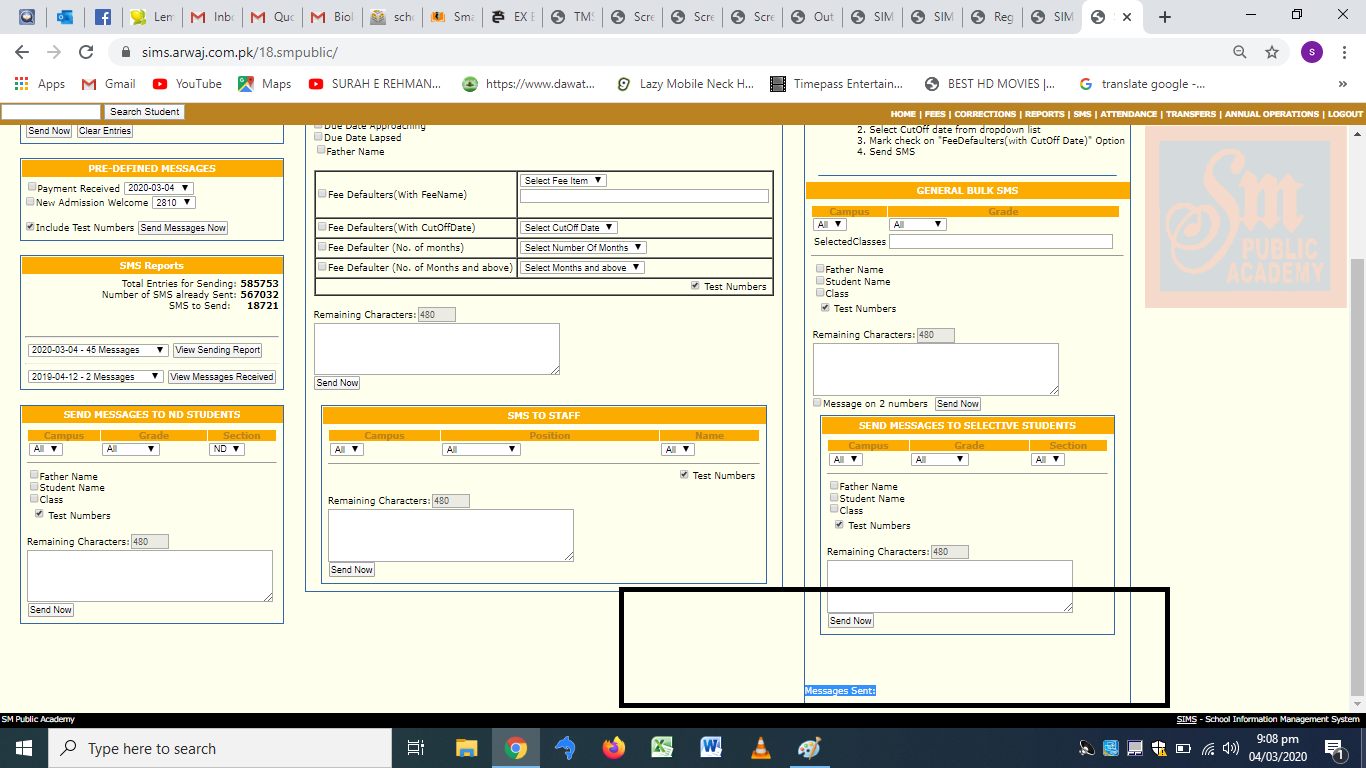 Lem
Inbo
Quo
Biol
scho
Sma
EX E
TMS
Scre
Scre
Scre
Out
SIM
SIM
Reg
SIM
sims.arwaj.com.pk/18.smpublic/
s
Apps
Gmail
YouTube
Maps
SURAH E REHMAN...
https://www.dawat...
Lazy Mobile Neck H...
Timepass Entertain...
BEST HD MOVIES |...
translate google -...
Search Student
HOME | FEES | CORRECTIONS | REPORTS | SMS | ATTENDANCE | TRANSFERS | ANNUAL OPERATIONS | LOGOUT
Send Now Clear Entries
PRE-DEFINED MESSAGES
Payment Received 2020-03-04
New Admission Welcome 2810
Include Test Numbers Send Messages Now
SMS Reports
Total Entries for Sending: 585753
Number of SMS already Sent: 567032
SMS to Send: 18721
2020-03-04 - 45 Messages View Sending Report
2019-04-12 - 2 Messages View Messages Received
SEND MESSAGES TO ND STUDENTS
Campus Grade Section
All All ND
Father Name
Student Name
Class
Test Numbers
Remaining Characters: 480
Send Now
Due Date Approaching
Due Date Lapsed
Father Name
Fee Defaulters(With FeeName) Select Fee Item
Fee Defaulters(With CutOffDate) Select CutOff Date
Fee Defaulter (No. of months) Select Number Of Months
Fee Defaulter (No. of Months and above) Select Months and above
Test Numbers
Remaining Characters: 480
Send Now
SMS TO STAFF
Campus Position Name
All All All
Test Numbers
Remaining Characters: 480
Send Now
2. Select CutOff date from dropdown list
3. Mark check on "FeeDefaulters(with CutOff Date)" Option
4. Send SMS
GENERAL BULK SMS
Campus Grade
All All
SelectedClasses
Father Name
Student Name
Class
Test Numbers
Remaining Characters: 480
Message on 2 numbers Send Now
SEND MESSAGES TO SELECTIVE STUDENTS
Campus Grade Section
All All All
Father Name
Student Name
Class
Test Numbers
Remaining Characters: 480
Send Now
Messages Sent:
Sm
PUBLIC
ACADEMY
SM Public Academy
SIMS - School Information Management System
Type here to search
9:08 pm
04/03/2020
1